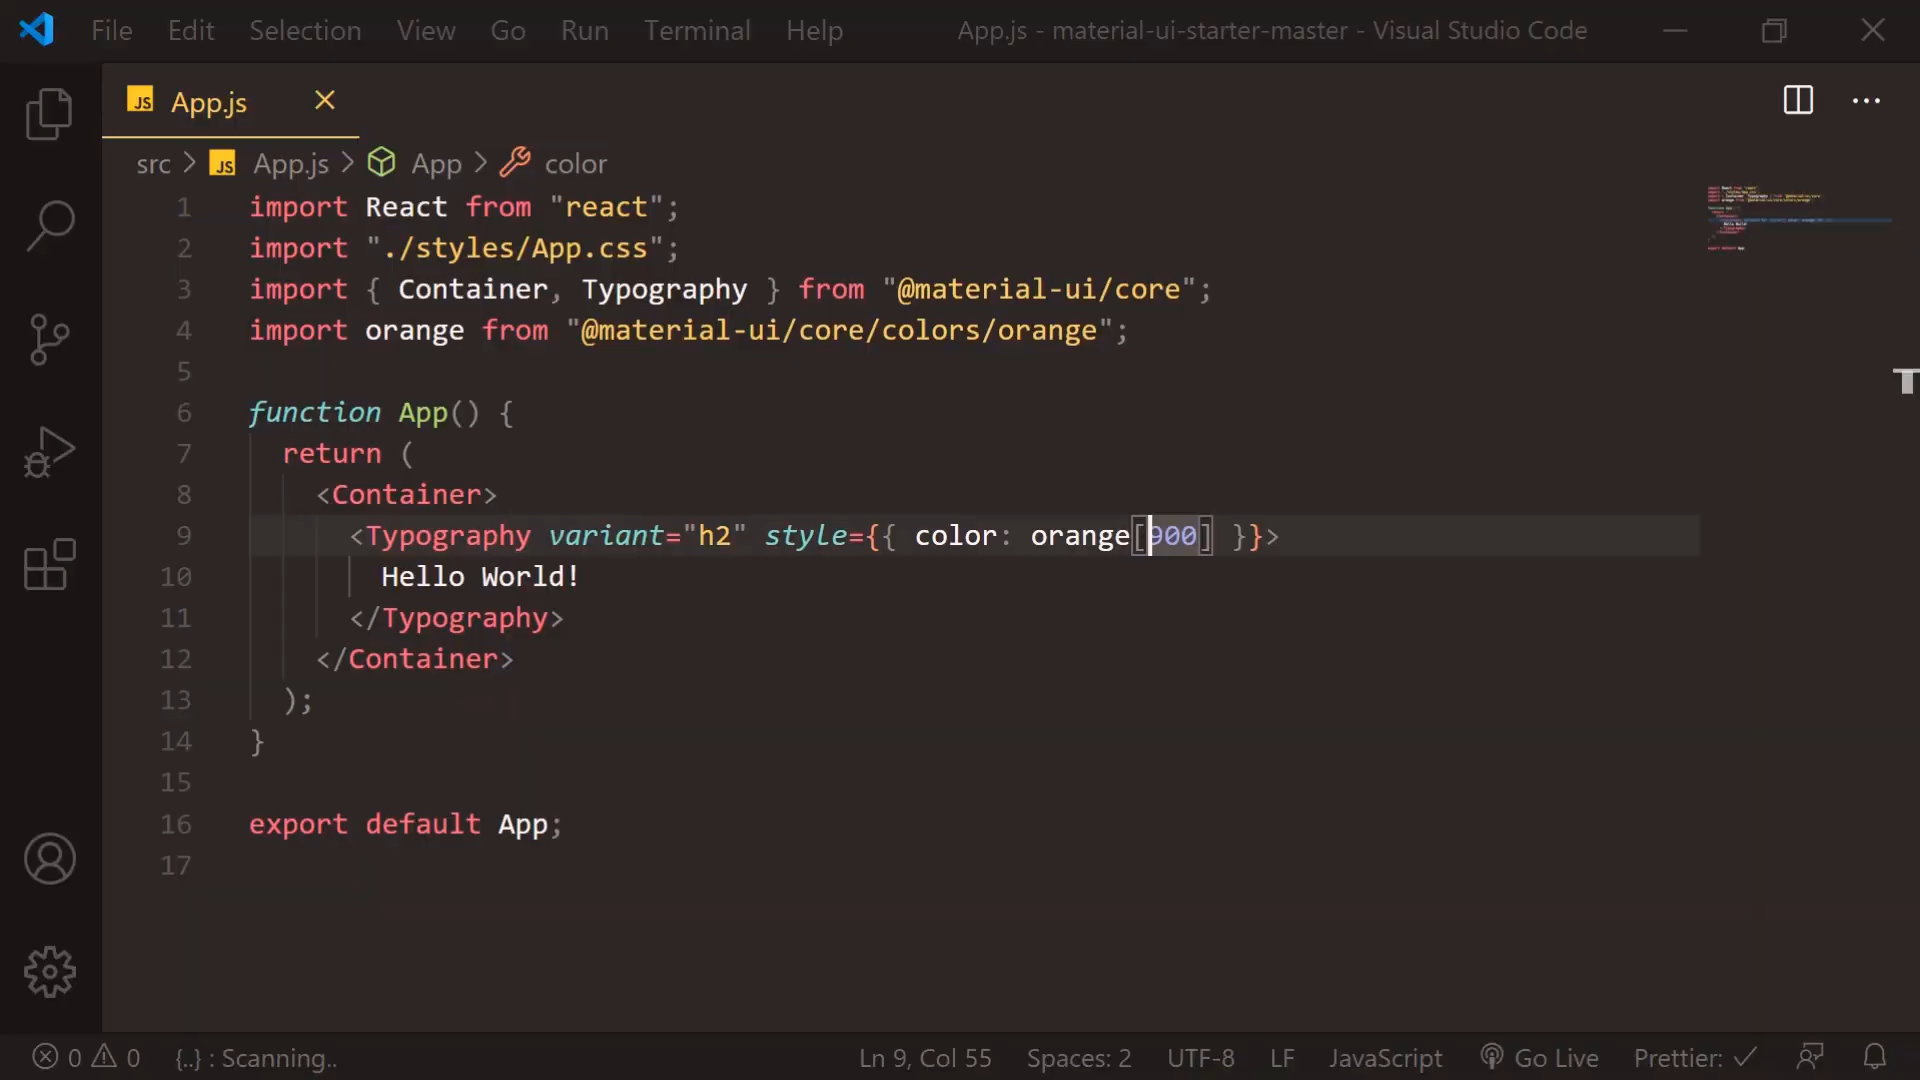 File Edit Selection View Go Run Terminal Help App.js - material-ui-starter-master - Visual Studio Code
JS App.js
src > JS App.js > App > color
1 import React from "react";
2 import "./styles/App.css";
3 import { Container, Typography } from "@material-ui/core";
4 import orange from "@material-ui/core/colors/orange";
5
6 function App() {
7 return (
8 <Container>
9 <Typography variant="h2" style={{ color: orange[900] }}>
10 Hello World!
11 </Typography>
12 </Container>
13 );
14 }
15
16 export default App;
17
0 0 {..} : Scanning.. Ln 9, Col 55 Spaces: 2 UTF-8 LF JavaScript Go Live Prettier: ✓